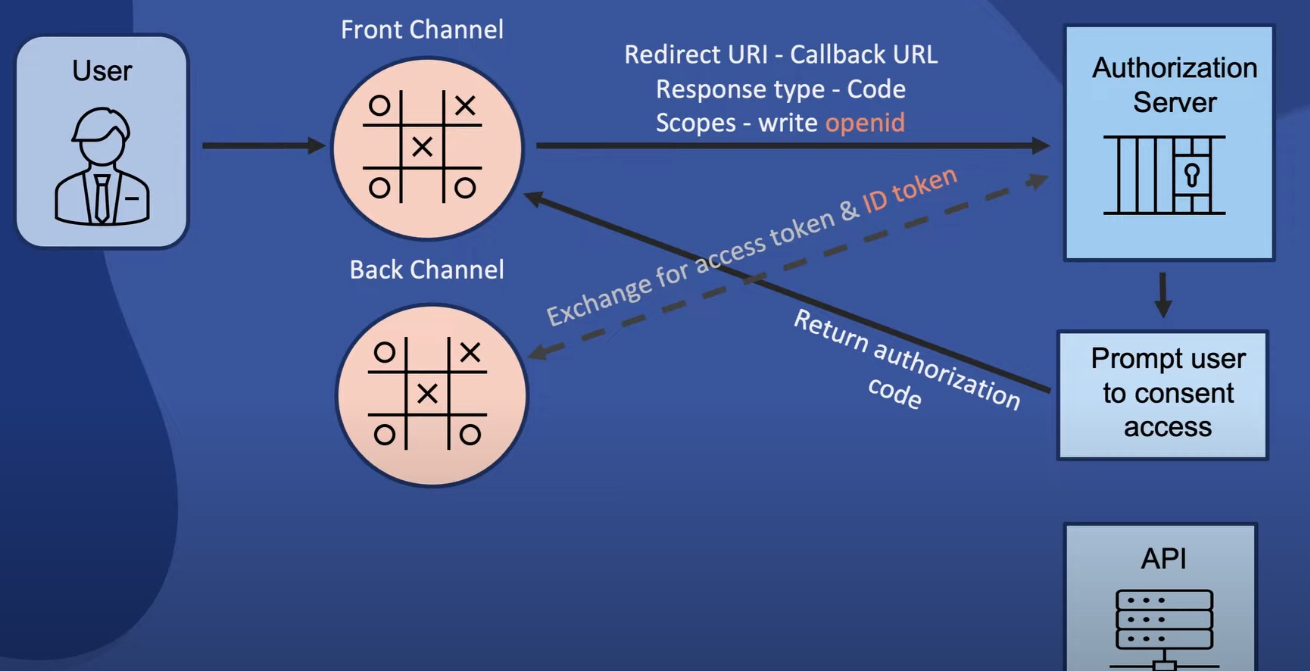 Front Channel
User
Redirect URI - Callback URL
Response type - Code
Scopes - write openid
Authorization
Server
Exchange for access token & ID token
Back Channel
Return authorization
code
Prompt user
to consent
access
API